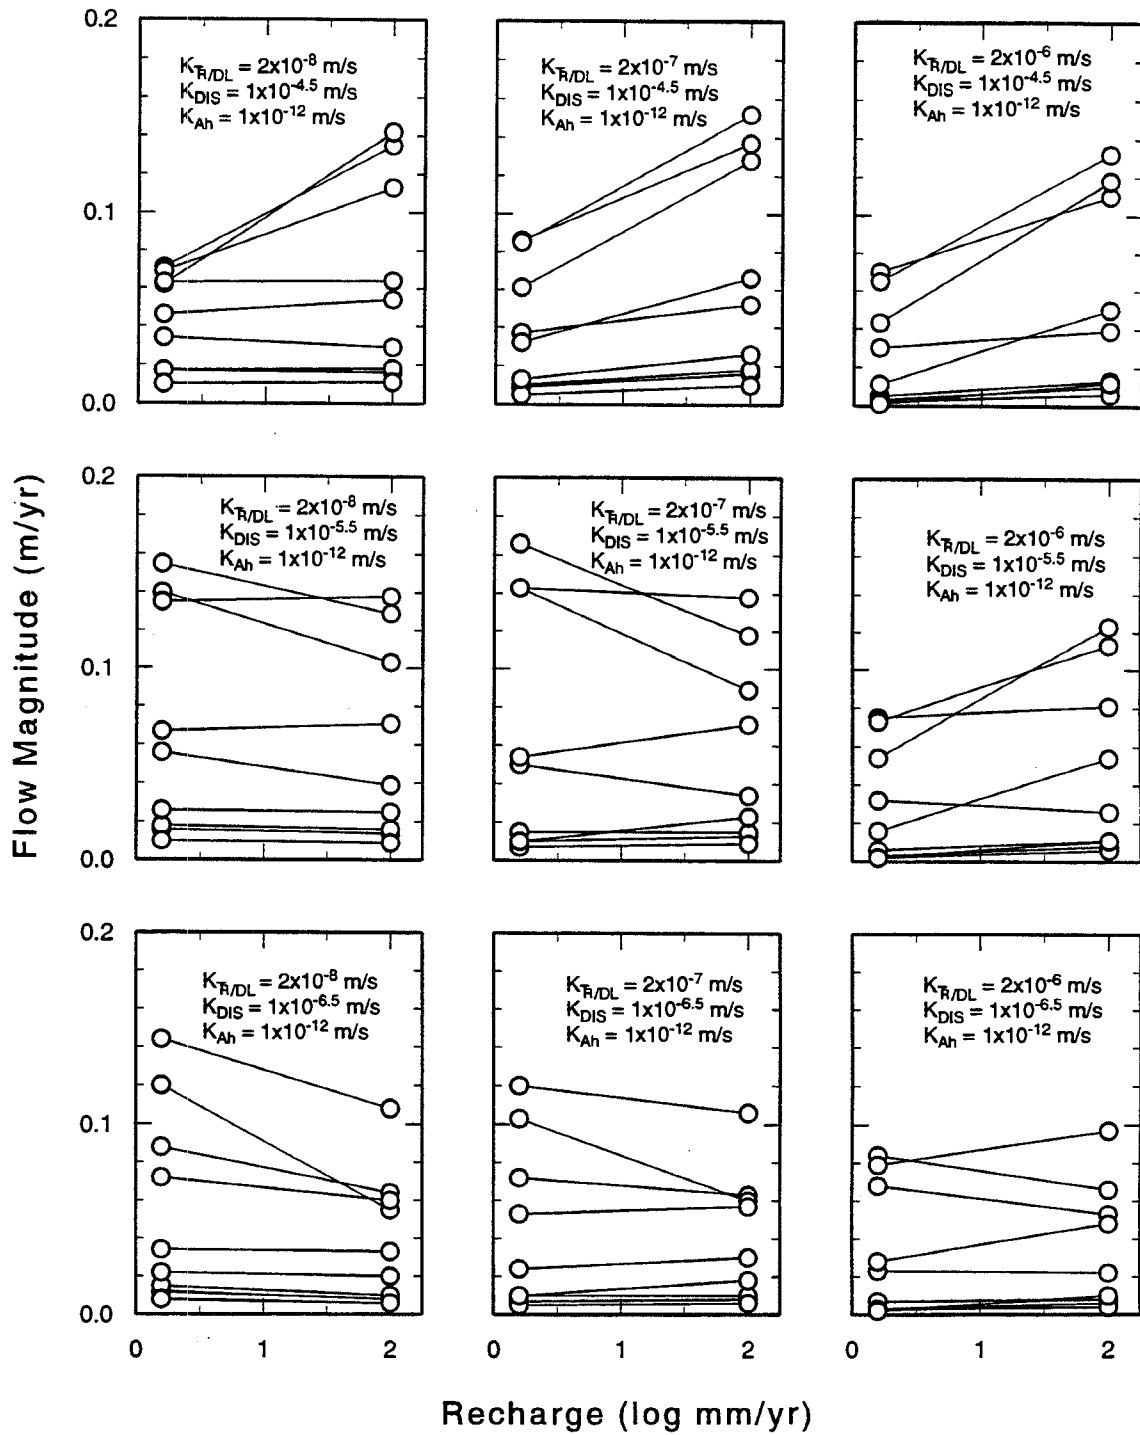 0.2
0.1
0.0
K_TR/DL = 2x10^-8 m/s
K_DIS = 1x10^-4.5 m/s
K_Ah = 1x10^-12 m/s
K_TR/DL = 2x10^-7 m/s
K_DIS = 1x10^-4.5 m/s
K_Ah = 1x10^-12 m/s
K_TR/DL = 2x10^-6 m/s
K_DIS = 1x10^-4.5 m/s
K_Ah = 1x10^-12 m/s
Flow Magnitude (m/yr)
0.2
0.1
0.0
K_TR/DL = 2x10^-8 m/s
K_DIS = 1x10^-5.5 m/s
K_Ah = 1x10^-12 m/s
K_TR/DL = 2x10^-7 m/s
K_DIS = 1x10^-5.5 m/s
K_Ah = 1x10^-12 m/s
K_TR/DL = 2x10^-6 m/s
K_DIS = 1x10^-5.5 m/s
K_Ah = 1x10^-12 m/s
0.2
0.1
0.0
K_TR/DL = 2x10^-8 m/s
K_DIS = 1x10^-6.5 m/s
K_Ah = 1x10^-12 m/s
K_TR/DL = 2x10^-7 m/s
K_DIS = 1x10^-6.5 m/s
K_Ah = 1x10^-12 m/s
K_TR/DL = 2x10^-6 m/s
K_DIS = 1x10^-6.5 m/s
K_Ah = 1x10^-12 m/s
0 1 2
0 1 2
0 1 2
Recharge (log mm/yr)